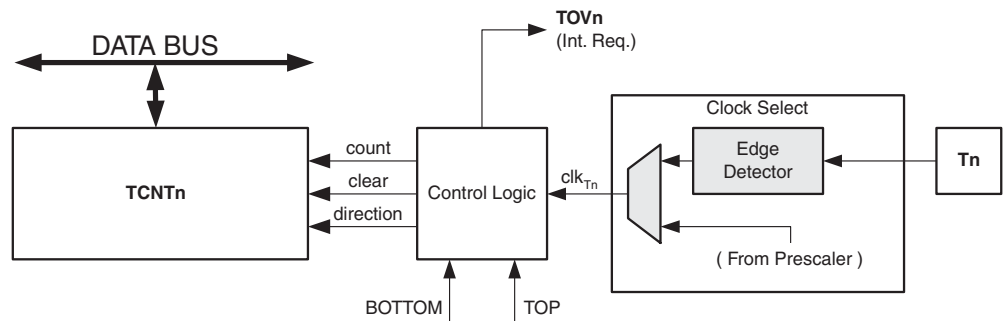 TOVn
(Int. Req.)
DATA BUS
Clock Select
count
Edge
Detector
Tn
TCNTn
clear
Control Logic
clkTn
direction
( From Prescaler )
BOTTOM
TOP